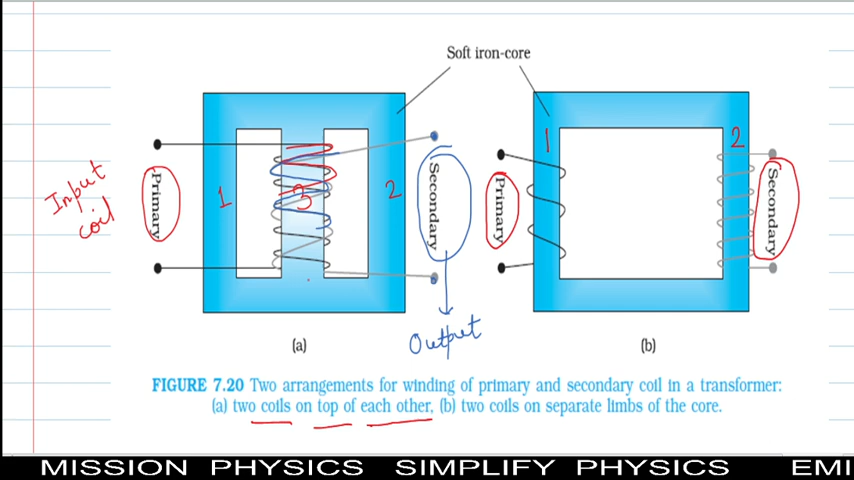 Soft iron-core
Input
coil
Primary
1
3
2
Secondary
Output
(a)
Primary
1
2
Secondary
(b)
FIGURE 7.20 Two arrangements for winding of primary and secondary coil in a transformer:
(a) two coils on top of each other, (b) two coils on separate limbs of the core.
MISSION PHYSICS SIMPLIFY PHYSICS EMI